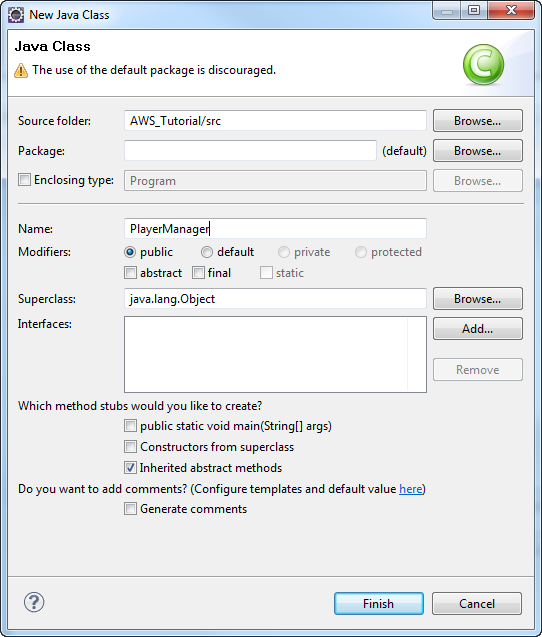 New Java Class
Java Class
The use of the default package is discouraged.
C
Source folder: AWS_Tutorial/src Browse...
Package: (default) Browse...
Enclosing type: Program Browse...
Name: PlayerManager
Modifiers: public default private protected
abstract final static
Superclass: java.lang.Object Browse...
Interfaces: Add...
Remove
Which method stubs would you like to create?
public static void main(String[] args)
Constructors from superclass
Inherited abstract methods
Do you want to add comments? (Configure templates and default value here)
Generate comments
? Finish Cancel